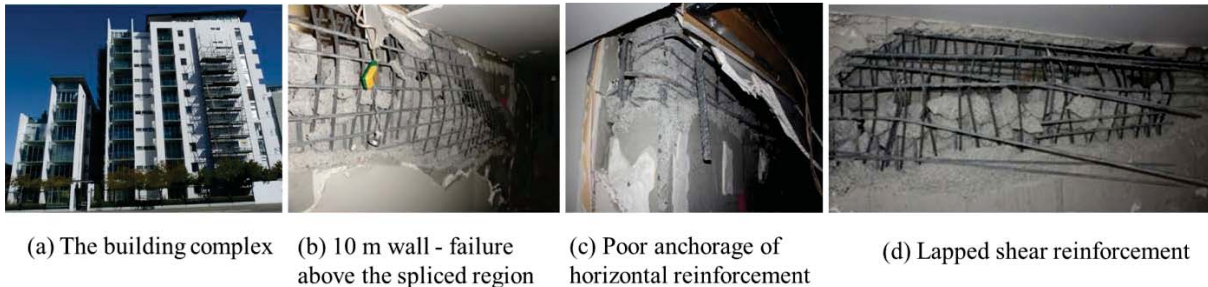 (a) The building complex
(b) 10 m wall - failure
above the spliced region
(c) Poor anchorage of
horizontal reinforcement
(d) Lapped shear reinforcement